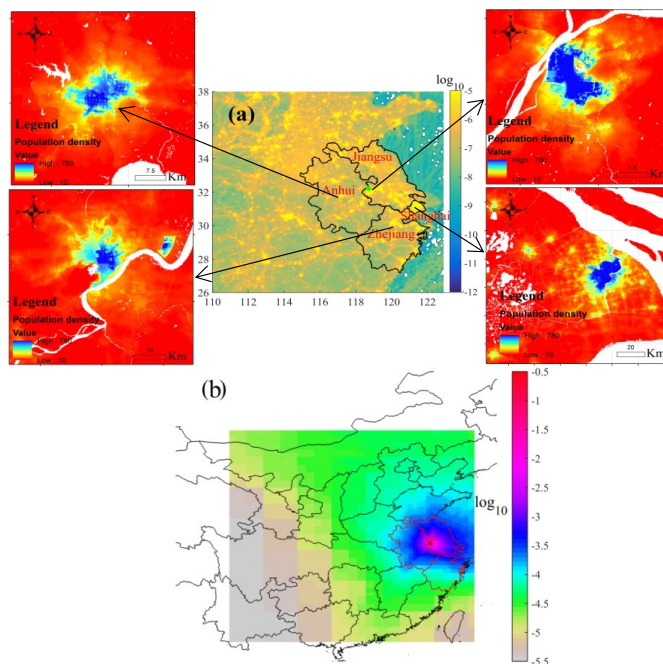 Legend
Population density
Value
High : 780
Low : 10
7.5
Km
(a)
log10
38
36
34
32
30
28
26
110
112
114
116
118
120
122
Jiangsu
Anhui
Shanghai
Zhejiang
-5
-6
-7
-8
-9
-10
-11
-12
Legend
Population density
Value
High : 780
Low : 10
7.5
Km
Legend
Population density
Value
High : 780
Low : 10
10
Km
Legend
Population density
Value
High : 780
Low : 10
20
Km
(b)
log10
-0.5
-1
-1.5
-2
-2.5
-3
-3.5
-4
-4.5
-5
-5.5